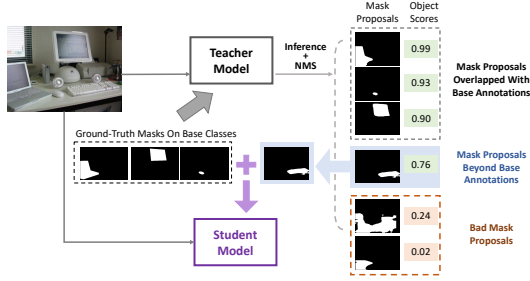 Mask
Proposals
Object
Scores
Teacher
Model
Inference
+
NMS
0.99
0.93
0.90
Mask Proposals
Overlapped With
Base Annotations
Ground-Truth Masks On Base Classes
+
0.76
Mask Proposals
Beyond Base
Annotations
Student
Model
0.24
0.02
Bad Mask
Proposals